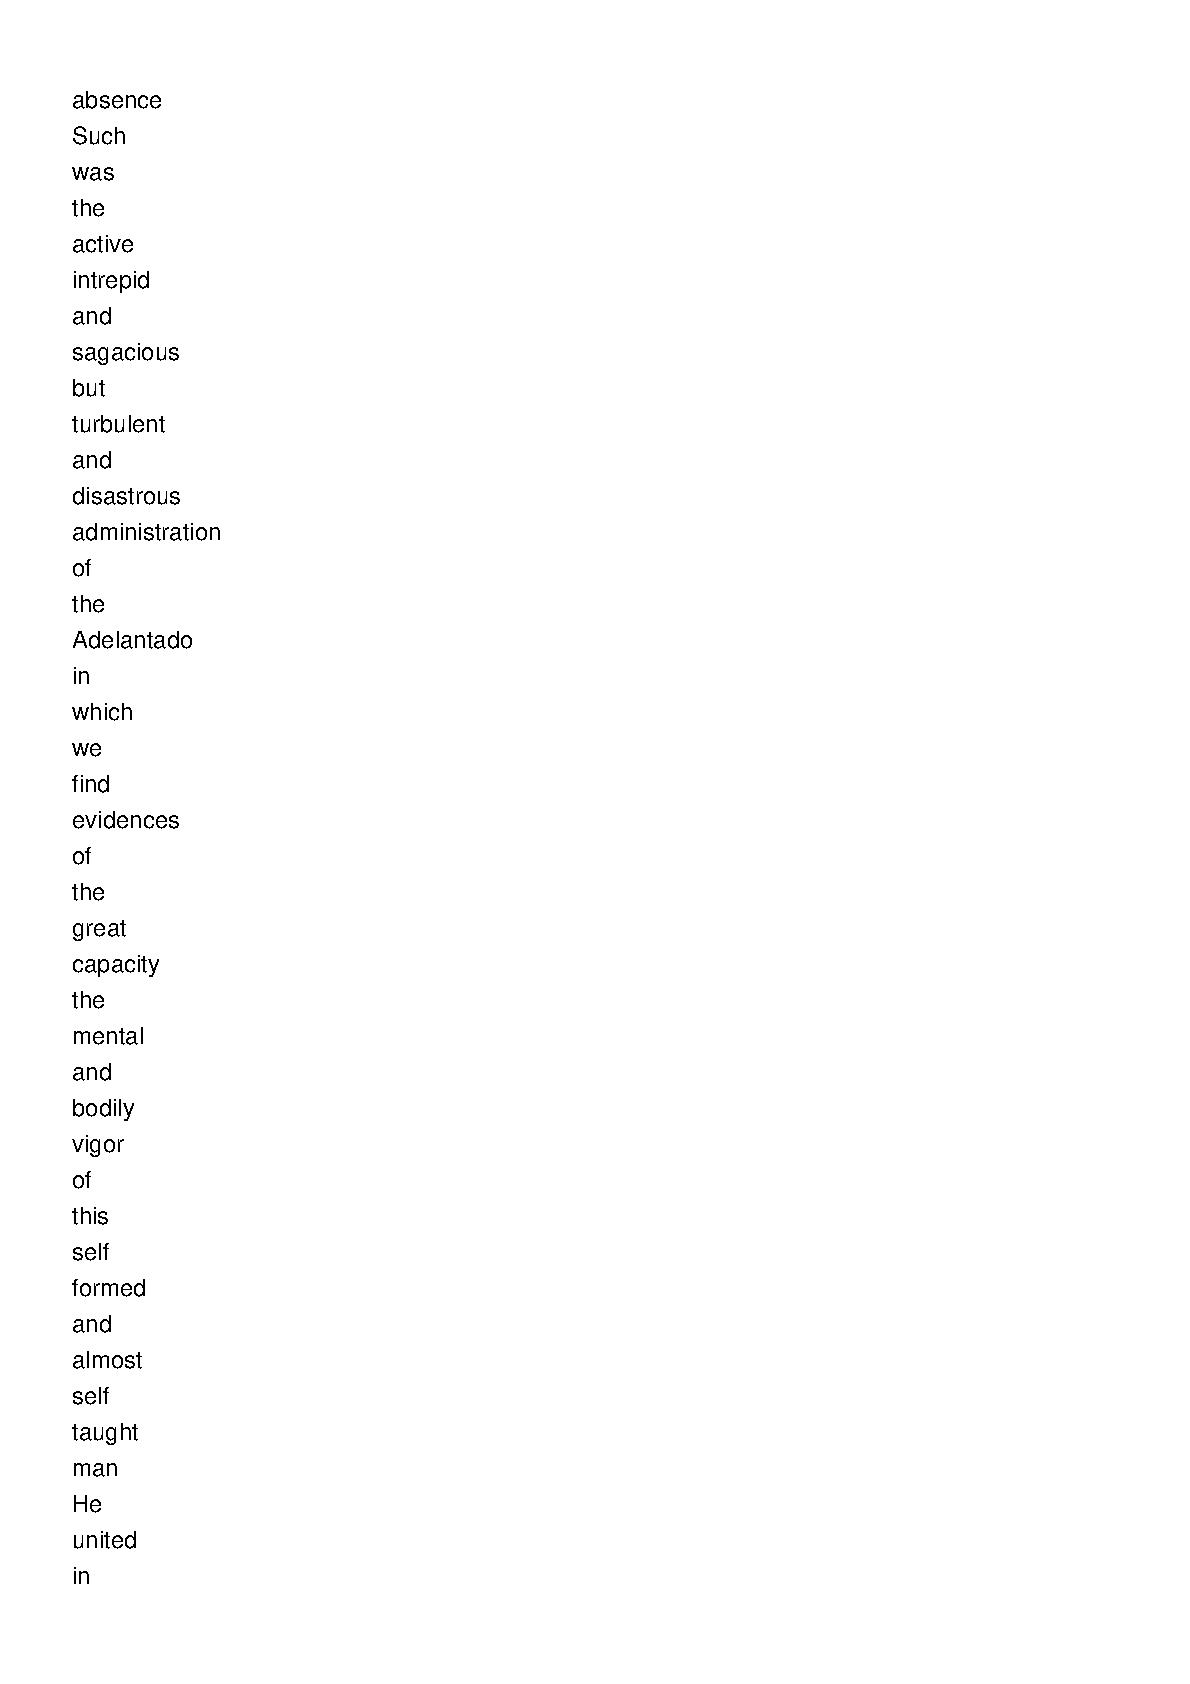 absence
Such
was
the
active
intrepid
and
sagacious
but
turbulent
and
disastrous
administration
of
the
Adelantado
in
which
we
find
evidences
of
the
great
capacity
the
mental
and
bodily
vigor
of
this
self
formed
and
almost
self
taught
man
He
united
in